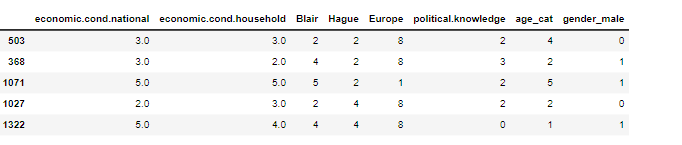 economic.cond.national economic.cond.household Blair Hague Europe political.knowledge age_cat gender_male
503 3.0 3.0 2 2 8 2 4 0
368 3.0 2.0 4 2 8 3 2 1
1071 5.0 5.0 5 2 1 2 5 1
1027 2.0 3.0 2 4 8 2 2 0
1322 5.0 4.0 4 4 8 0 1 1